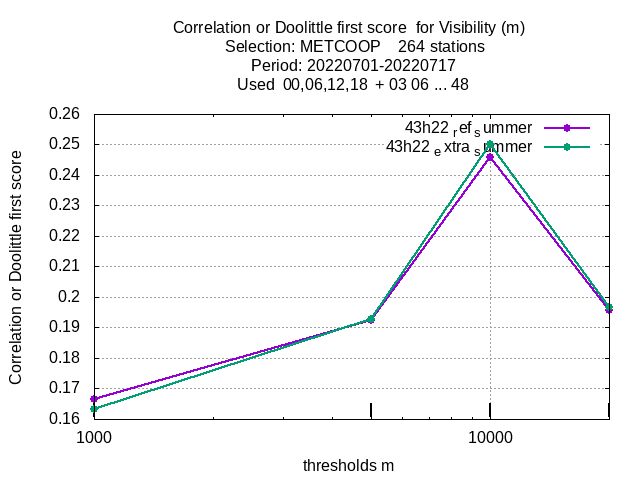 Correlation or Doolittle first score for Visibility (m)
Selection: METCOOP 264 stations
Period: 20220701-20220717
Used 00,06,12,18 + 03 06 ... 48
43h22 ref summer
43h22 extra summer
Correlation or Doolittle first score
0.26
0.25
0.24
0.23
0.22
0.21
0.2
0.19
0.18
0.17
0.16
1000
10000
thresholds m